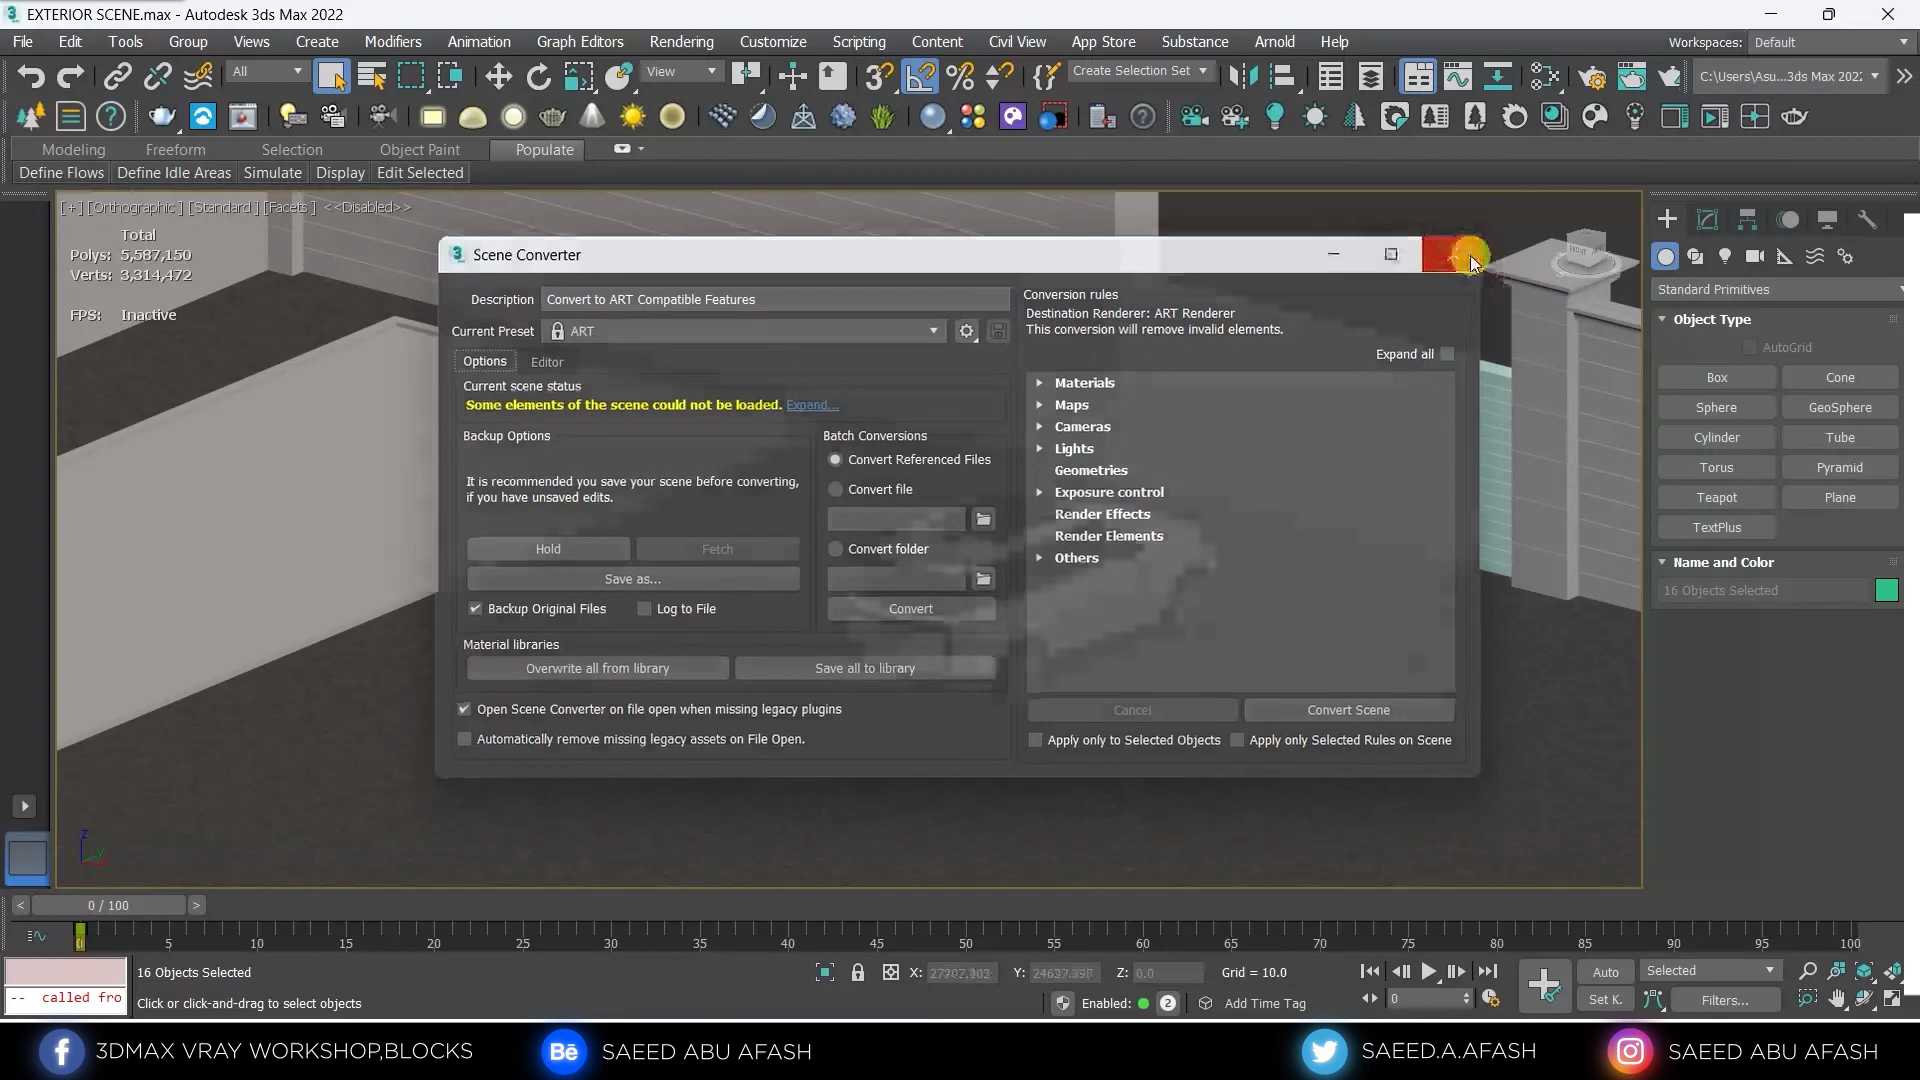 EXTERIOR SCENE.max - Autodesk 3ds Max 2022
File Edit Tools Group Views Create Modifiers Animation Graph Editors Rendering Customize Scripting Content Civil View App Store Substance Arnold Help Workspaces: Default
All View Create Selection Set C:\Users\Asu...3ds Max 202
Modeling Freeform Selection Object Paint Populate
Define Flows Define Idle Areas Simulate Display Edit Selected
[+] [Orthographic ] [Standard ] [Facets ] <<Disabled>>
Total
Polys: 5,587,150
Verts: 3,314,472
FPS: Inactive
Scene Converter
Description Convert to ART Compatible Features
Current Preset ART
Options Editor
Current scene status
Some elements of the scene could not be loaded. Expand...
Backup Options
It is recommended you save your scene before converting,
if you have unsaved edits.
Hold Fetch
Save as...
Backup Original Files Log to File
Batch Conversions
Convert Referenced Files
Convert file
Convert folder
Convert
Material libraries
Overwrite all from library Save all to library
Open Scene Converter on file open when missing legacy plugins
Automatically remove missing legacy assets on File Open.
Conversion rules
Destination Renderer: ART Renderer
This conversion will remove invalid elements.
Expand all
Materials
Maps
Cameras
Lights
Geometries
Exposure control
Render Effects
Render Elements
Others
Cancel Convert Scene
Apply only to Selected Objects Apply only Selected Rules on Scene
Standard Primitives
Object Type
AutoGrid
Box Cone
Sphere GeoSphere
Cylinder Tube
Torus Pyramid
Teapot Plane
TextPlus
Name and Color
16 Objects Selected
< 0 / 100 >
0 5 10 15 20 25 30 35 40 45 50 55 60 65 70 75 80 85 90 95 100
16 Objects Selected X: Y: Z: 0.0 Grid = 10.0 Auto Selected
-- called fro Click or click-and-drag to select objects Enabled: 2 Add Time Tag 0 Set K. Filters...
3DMAX VRAY WORKSHOP,BLOCKS Bē SAEED ABU AFASH SAEED.A.AFASH SAEED ABU AFASH